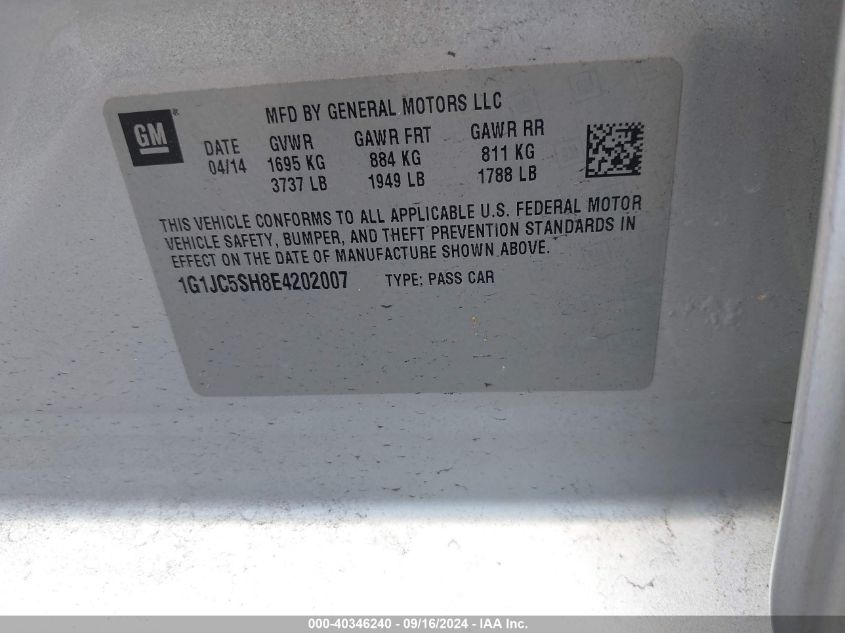 GM®
MFD BY GENERAL MOTORS LLC
DATE GVWR GAWR FRT GAWR RR
04/14 1695 KG 884 KG 811 KG
3737 LB 1949 LB 1788 LB
THIS VEHICLE CONFORMS TO ALL APPLICABLE U.S. FEDERAL MOTOR
VEHICLE SAFETY, BUMPER, AND THEFT PREVENTION STANDARDS IN
EFFECT ON THE DATE OF MANUFACTURE SHOWN ABOVE.
1G1JC5SH8E4202007 TYPE: PASS CAR
000-40346240 - 09/16/2024 - IAA Inc.